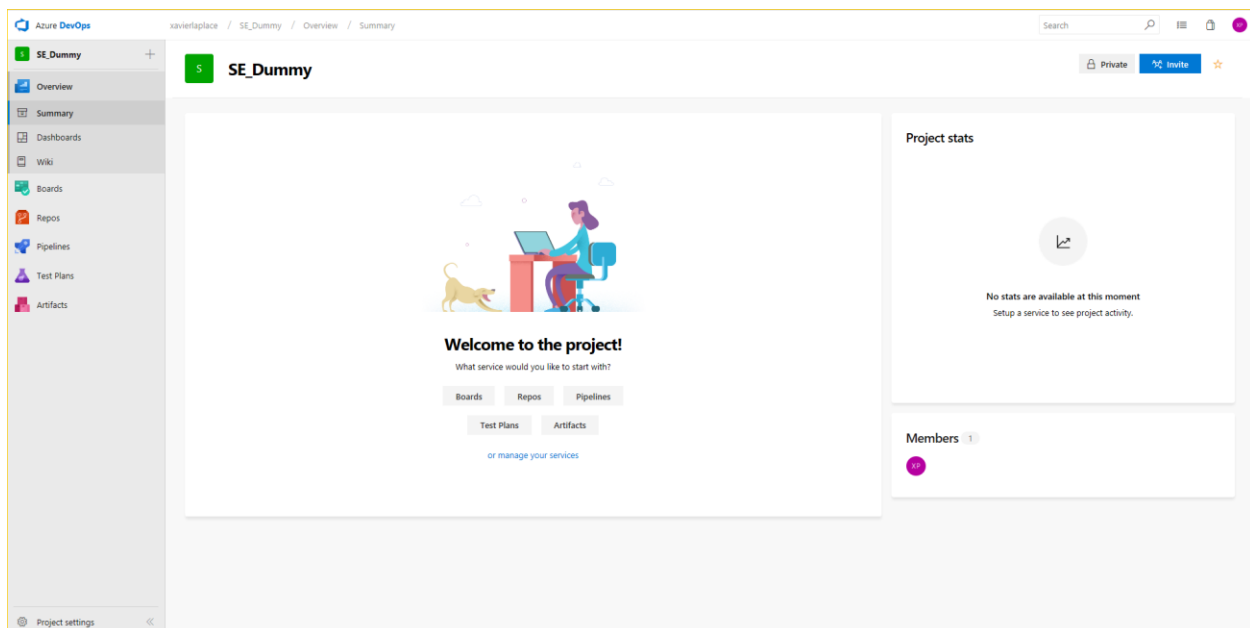 Azure DevOps
xavierlaplace / SE_Dummy / Overview / Summary
Search
XP
S SE_Dummy +
Overview
Summary
Dashboards
Wiki
Boards
Repos
Pipelines
Test Plans
Artifacts
Project settings
S SE_Dummy
Private
Invite
Welcome to the project!
What service would you like to start with?
Boards Repos Pipelines
Test Plans Artifacts
or manage your services
Project stats
No stats are available at this moment
Setup a service to see project activity.
Members 1
XP